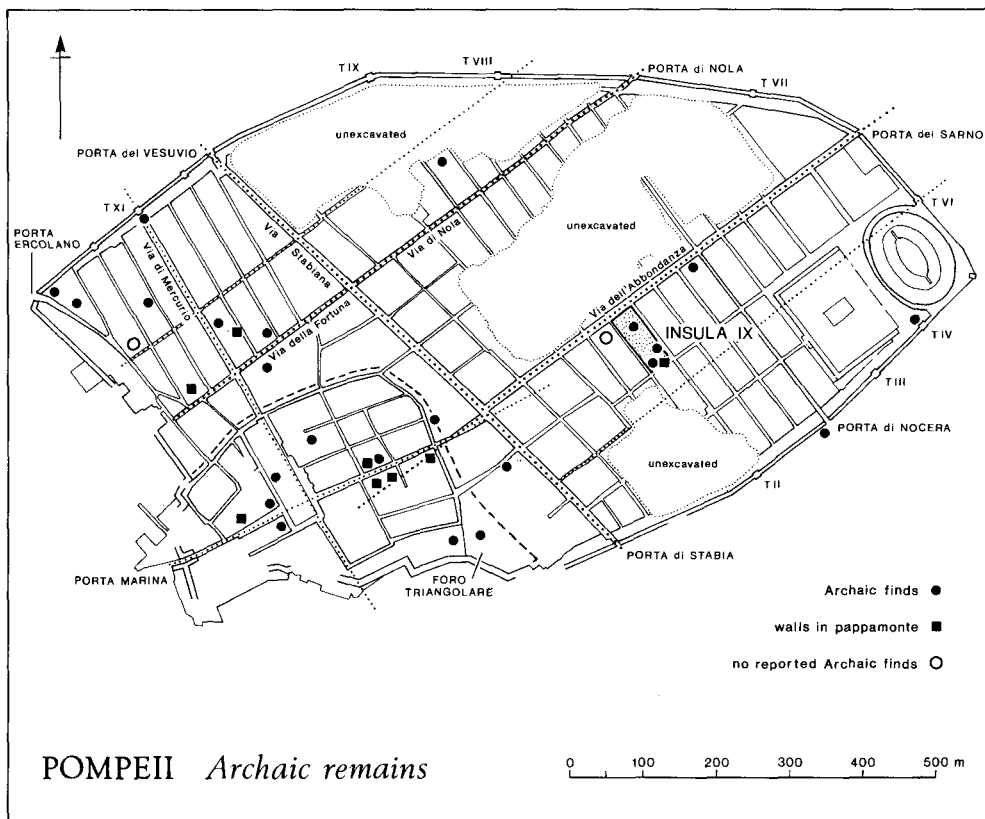 T IX
T VIII
PORTA di NOLA
T VII
unexcavated
PORTA del SARNO
PORTA del VESUVIO
T XI
T VI
PORTA
ERCOLANO
Via di Mercurio
Via
Stabiana
Via di Nola
unexcavated
Via della Fortuna
Via dell'Abbondanza
INSULA IX
T IV
T III
PORTA di NOCERA
unexcavated
T II
PORTA di STABIA
PORTA MARINA
FORO
TRIANGOLARE
Archaic finds
walls in pappamonte
no reported Archaic finds
POMPEII Archaic remains
0 100 200 300 400 500 m